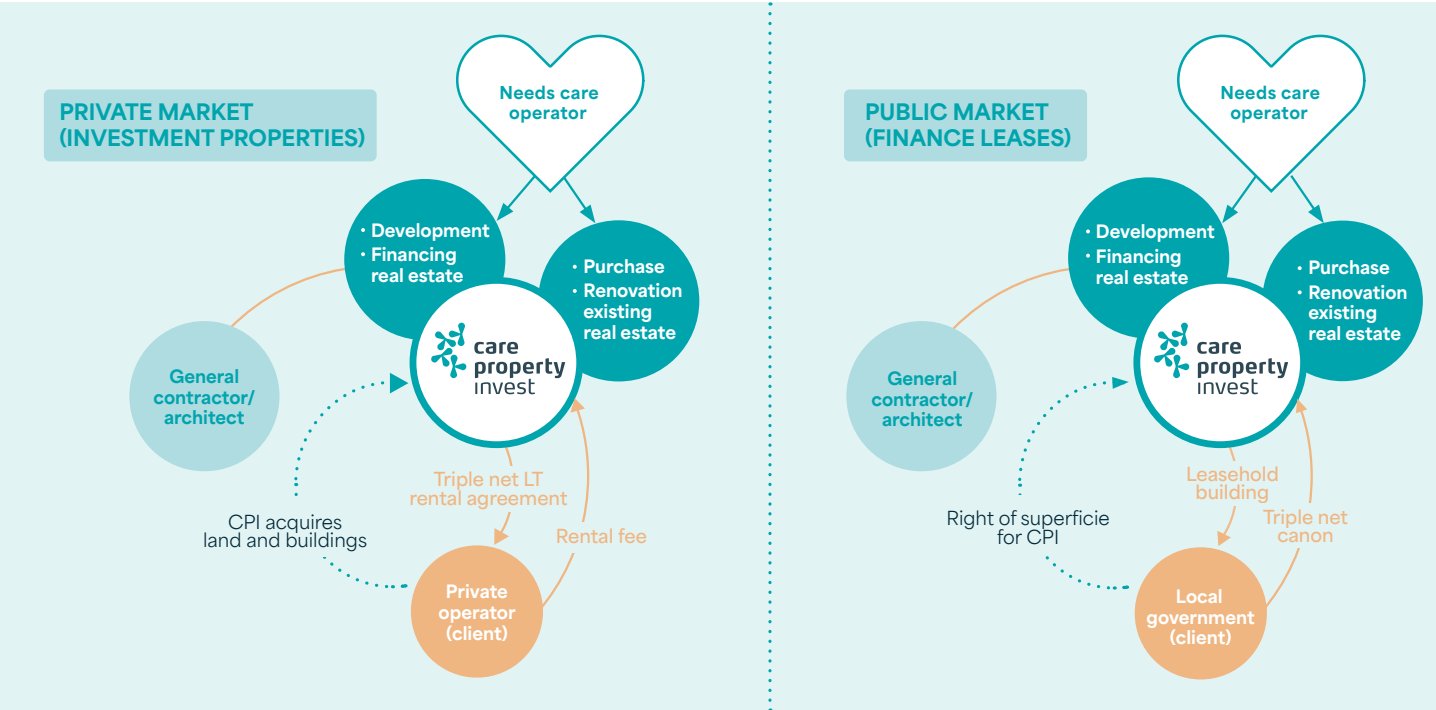 PRIVATE MARKET
(INVESTMENT PROPERTIES)
Needs care
operator
• Development
• Financing
real estate
• Purchase
• Renovation
existing
real estate
General
contractor/
architect
care
property
invest
Triple net LT
rental agreement
CPI acquires
land and buildings
Rental fee
Private
operator
(client)
PUBLIC MARKET
(FINANCE LEASES)
Needs care
operator
• Development
• Financing
real estate
• Purchase
• Renovation
existing
real estate
General
contractor/
architect
care
property
invest
Leasehold
building
Right of superficie
for CPI
Triple net
canon
Local
government
(client)